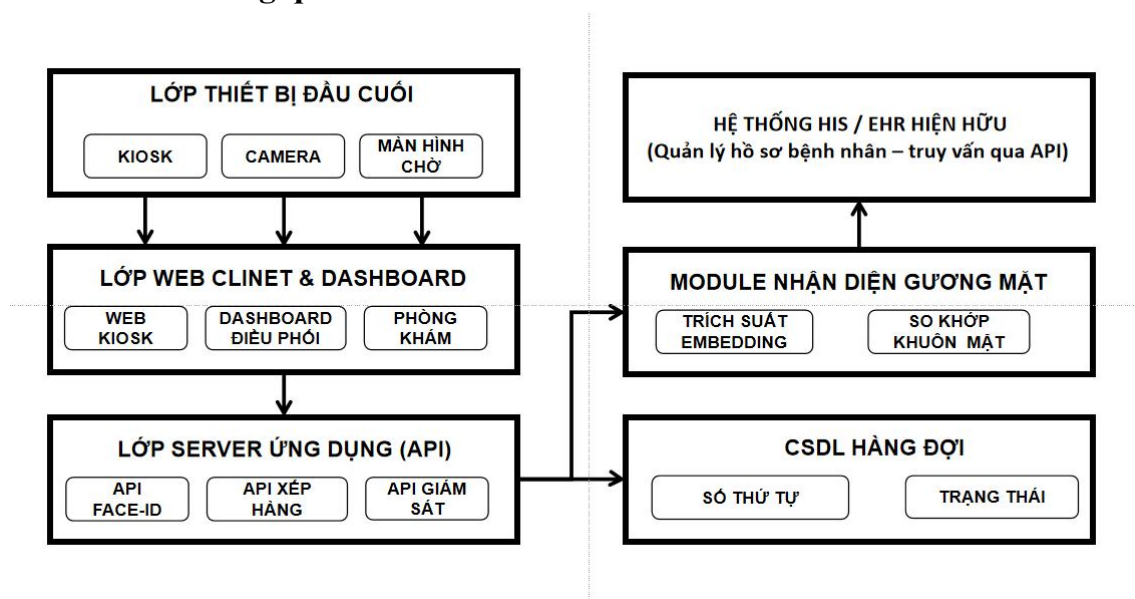 LỚP THIẾT BỊ ĐẦU CUỐI
KIOSK
CAMERA
MÀN HÌNH
CHỜ
LỚP WEB CLINET & DASHBOARD
WEB
KIOSK
DASHBOARD
ĐIỀU PHỐI
PHÒNG
KHÁM
LỚP SERVER ỨNG DỤNG (API)
API
FACE-ID
API XẾP
HÀNG
API GIÁM
SÁT
HỆ THỐNG HIS / EHR HIỆN HỮU
(Quản lý hồ sơ bệnh nhân – truy vấn qua API)
MODULE NHẬN DIỆN GƯƠNG MẶT
TRÍCH SUẤT
EMBEDDING
SO KHỚP
KHUÔN MẶT
CSDL HÀNG ĐỢI
SỐ THỨ TỰ
TRẠNG THÁI